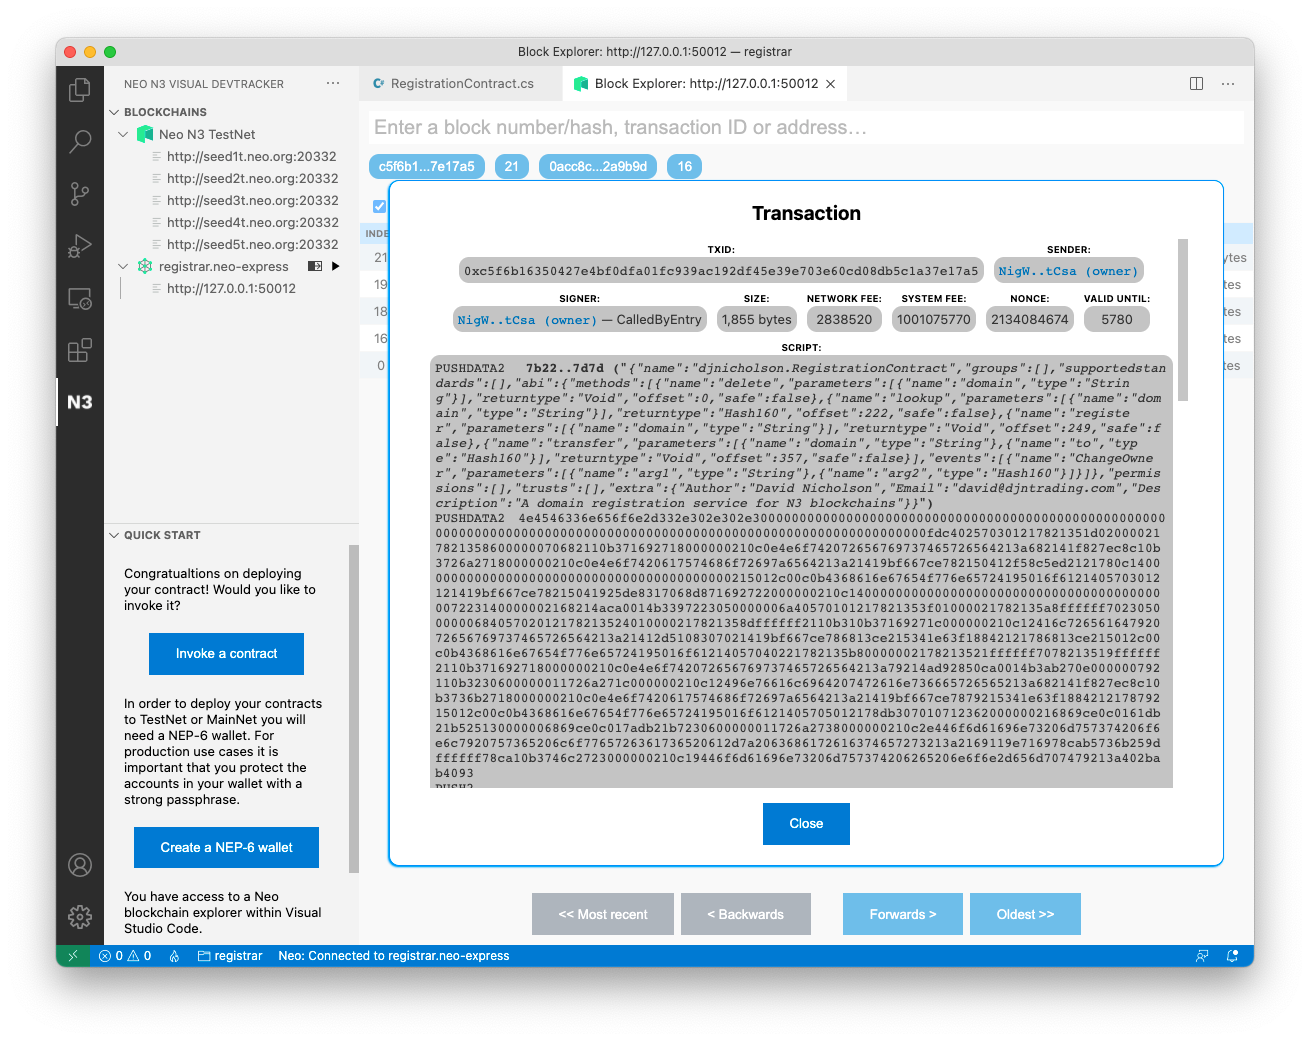 Block Explorer: http://127.0.0.1:50012 — registrar
NEO N3 VISUAL DEVTRACKER
BLOCKCHAINS
Neo N3 TestNet
http://seed1t.neo.org:20332
http://seed2t.neo.org:20332
http://seed3t.neo.org:20332
http://seed4t.neo.org:20332
http://seed5t.neo.org:20332
registrar.neo-express
http://127.0.0.1:50012
N3
QUICK START
Congratualtions on deploying
your contract! Would you like to
invoke it?
Invoke a contract
In order to deploy your contracts
to TestNet or MainNet you will
need a NEP-6 wallet. For
production use cases it is
important that you protect the
accounts in your wallet with a
strong passphrase.
Create a NEP-6 wallet
You have access to a Neo
blockchain explorer within Visual
Studio Code.
RegistrationContract.cs
Block Explorer: http://127.0.0.1:50012
Enter a block number/hash, transaction ID or address...
c5f6b1...7e17a5 21 0acc8c...2a9b9d 16
INDE
21 ytes
19 tes
18 tes
16 tes
0 tes
Transaction
TXID: SENDER:
0xc5f6b16350427e4bf0dfa01fc939ac192df45e39e703e60cd08db5c1a37e17a5 NigW..tCsa (owner)
SIGNER: SIZE: NETWORK FEE: SYSTEM FEE: NONCE: VALID UNTIL:
NigW..tCsa (owner) — CalledByEntry 1,855 bytes 2838520 1001075770 2134084674 5780
SCRIPT:
PUSHDATA2 7b22..7d7d ("{"name":"djnicholson.RegistrationContract","groups":[],"supportedstan
dards":[],"abi":{"methods":[{"name":"delete","parameters":[{"name":"domain","type":"Strin
g"}],"returntype":"Void","offset":0,"safe":false},{"name":"lookup","parameters":[{"name":"dom
ain","type":"String"}],"returntype":"Hash160","offset":222,"safe":false},{"name":"registe
r","parameters":[{"name":"domain","type":"String"}],"returntype":"Void","offset":249,"safe":f
alse},{"name":"transfer","parameters":[{"name":"domain","type":"String"},{"name":"to","typ
e":"Hash160"}],"returntype":"Void","offset":357,"safe":false}],"events":[{"name":"ChangeOwne
r","parameters":[{"name":"arg1","type":"String"},{"name":"arg2","type":"Hash160"}]}]},"permis
sions":[],"trusts":[],"extra":{"Author":"David Nicholson","Email":"david@djntrading.com","Des
cription":"A domain registration service for N3 blockchains"}}")
PUSHDATA2
b4093
PUSH2
Close
<< Most recent < Backwards Forwards > Oldest >>
0 0 registrar Neo: Connected to registrar.neo-express